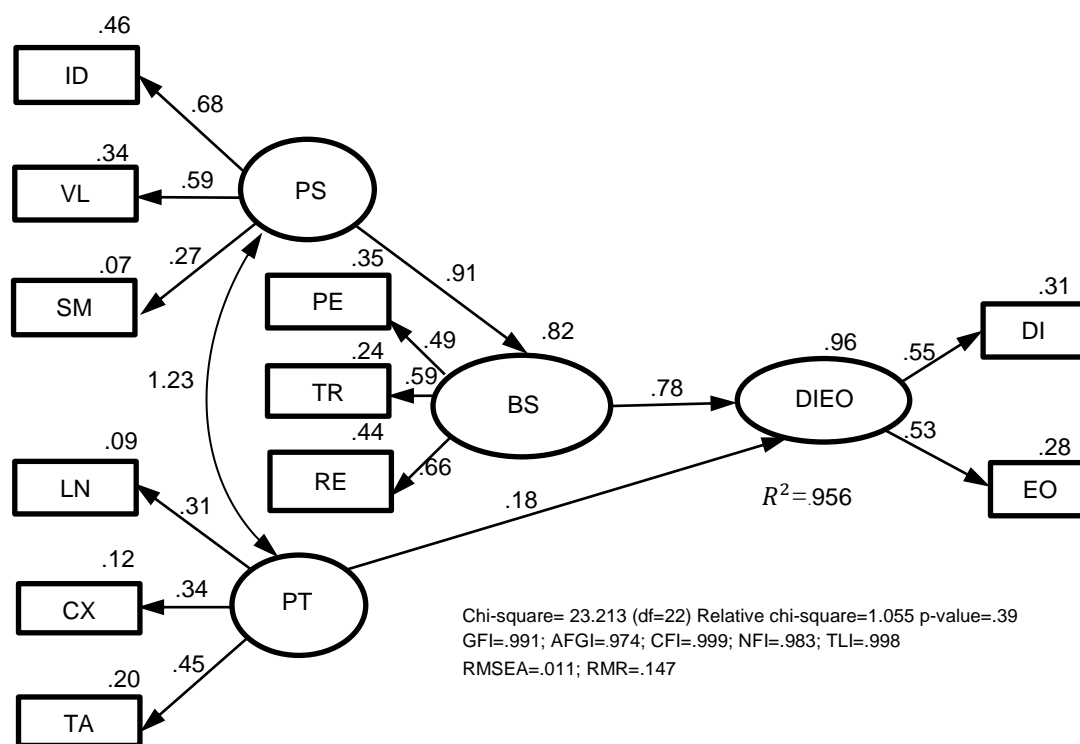 .46
ID
.68
.34
VL
.59
PS
.07
SM
.27
.35
PE
.91
.31
DI
.49
.82
.96
.55
.24
TR
.59
BS
.78
DIEO
1.23
.44
RE
.66
.53
.28
EO
.09
LN
.31
.18
R²=.956
.12
CX
.34
PT
.20
TA
.45
Chi-square= 23.213 (df=22) Relative chi-square=1.055 p-value=.39
GFI=.991; AFGI=.974; CFI=.999; NFI=.983; TLI=.998
RMSEA=.011; RMR=.147